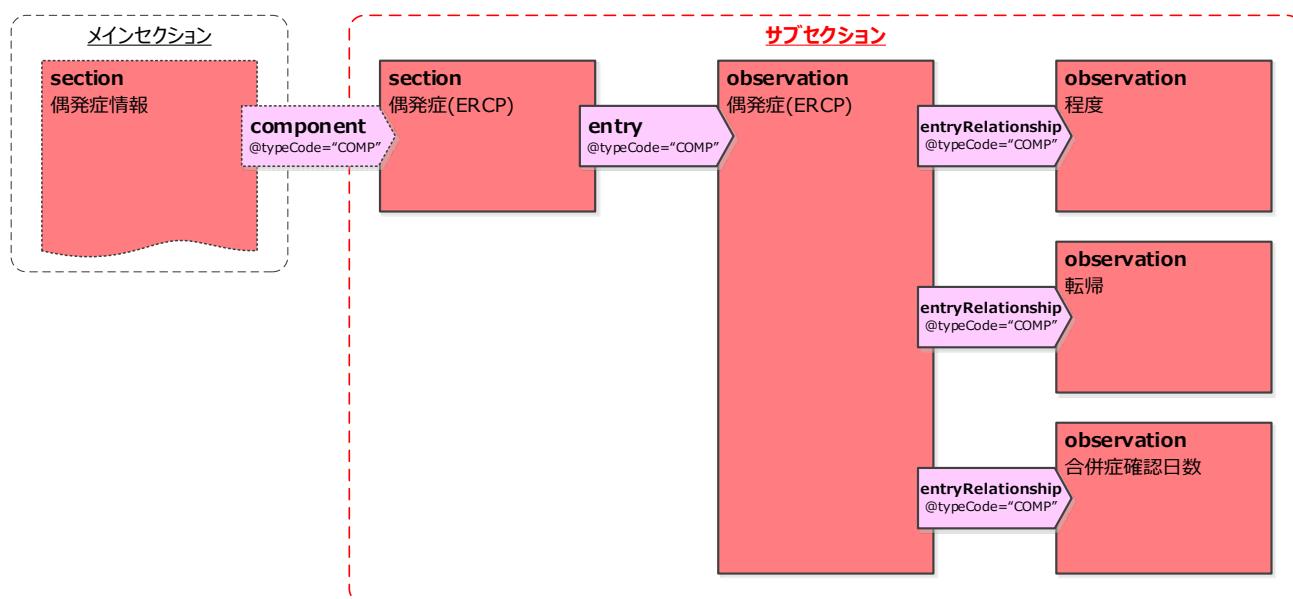 メインセクション
section
偶発症情報
component
@typeCode=“COMP”
サブセクション
section
偶発症(ERCP)
entry
@typeCode=“COMP”
observation
偶発症(ERCP)
entryRelationship
@typeCode=“COMP”
observation
程度
entryRelationship
@typeCode=“COMP”
observation
転帰
entryRelationship
@typeCode=“COMP”
observation
合併症確認日数